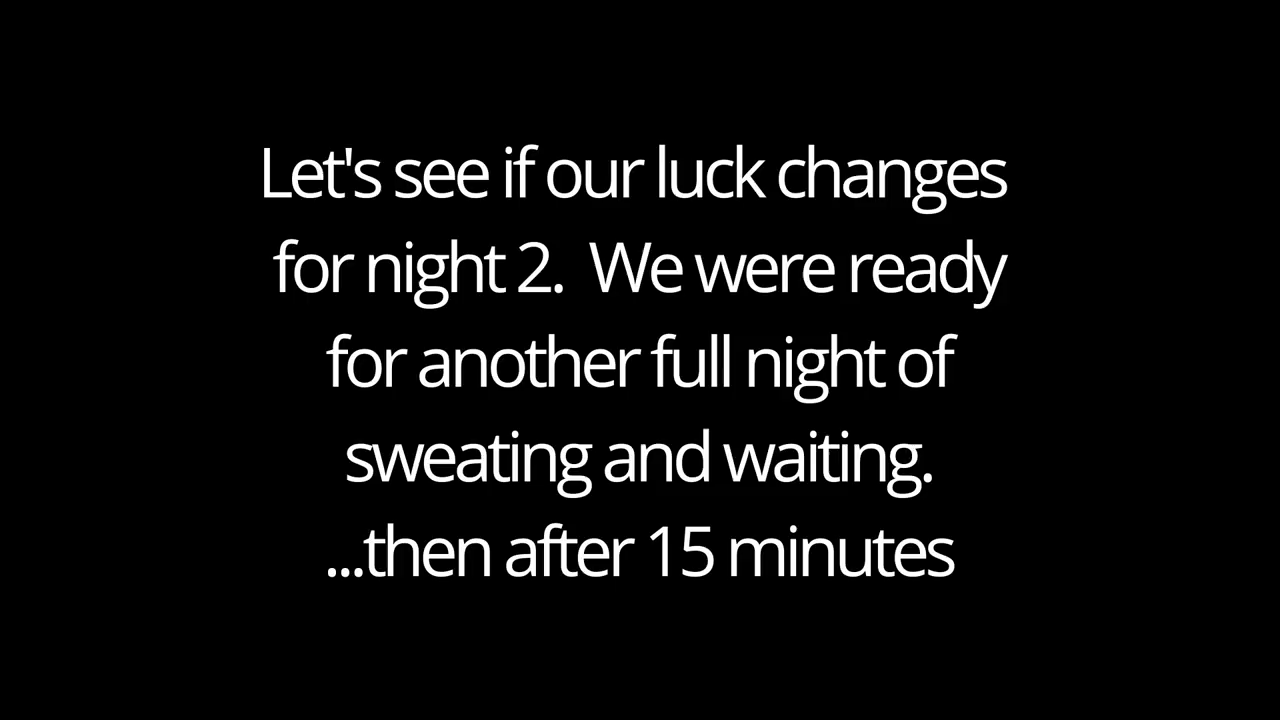 Let's see if our luck changes
for night 2.  We were ready
for another full night of
sweating and waiting.
...then after 15 minutes